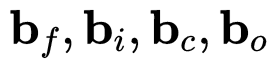 𝐛_f, 𝐛_i, 𝐛_c, 𝐛_o